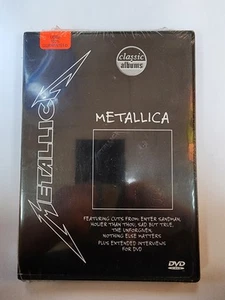 classic
albums
METALLICA
METALLICA
FEATURING CUTS FROM: ENTER SANDMAN,
HOLIER THAN THOU, SAD BUT TRUE,
THE UNFORGIVEN,
NOTHING ELSE MATTERS
PLUS EXTENDED INTERVIEWS
FOR DVD
DVD